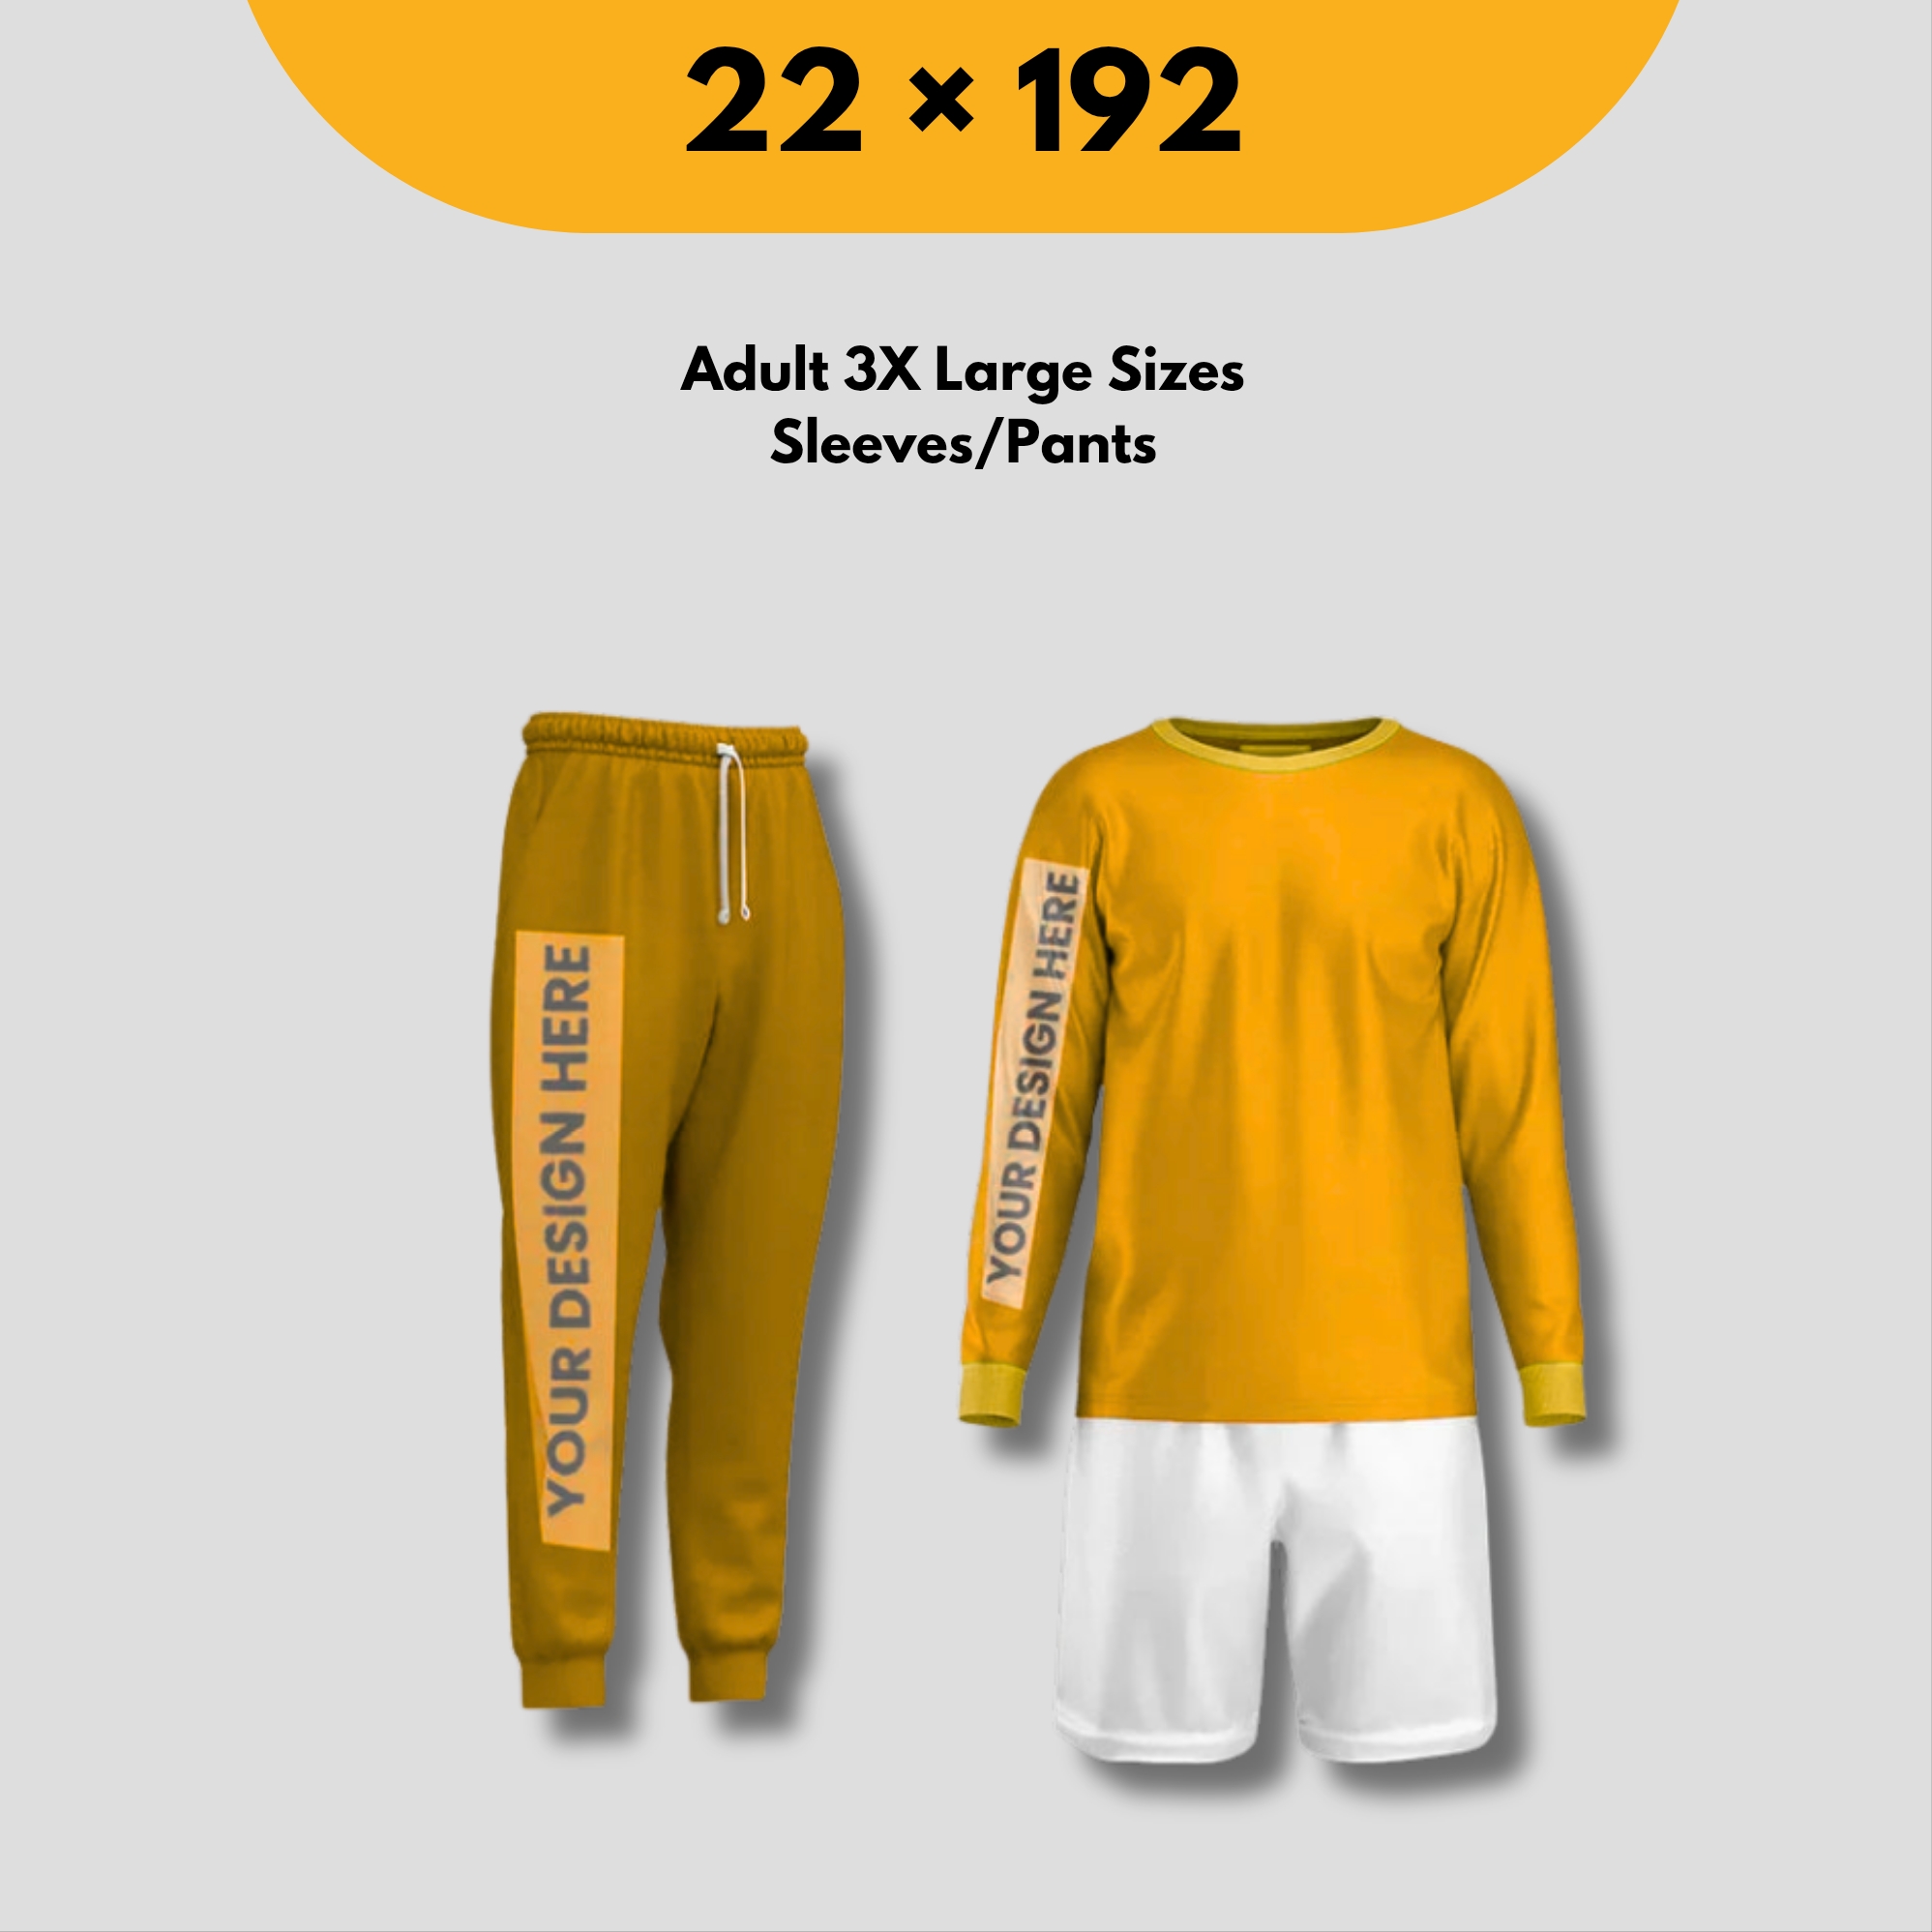 22 × 192
Adult 3X Large Sizes
Sleeves/Pants
YOUR DESIGN HERE
YOUR DESIGN HERE